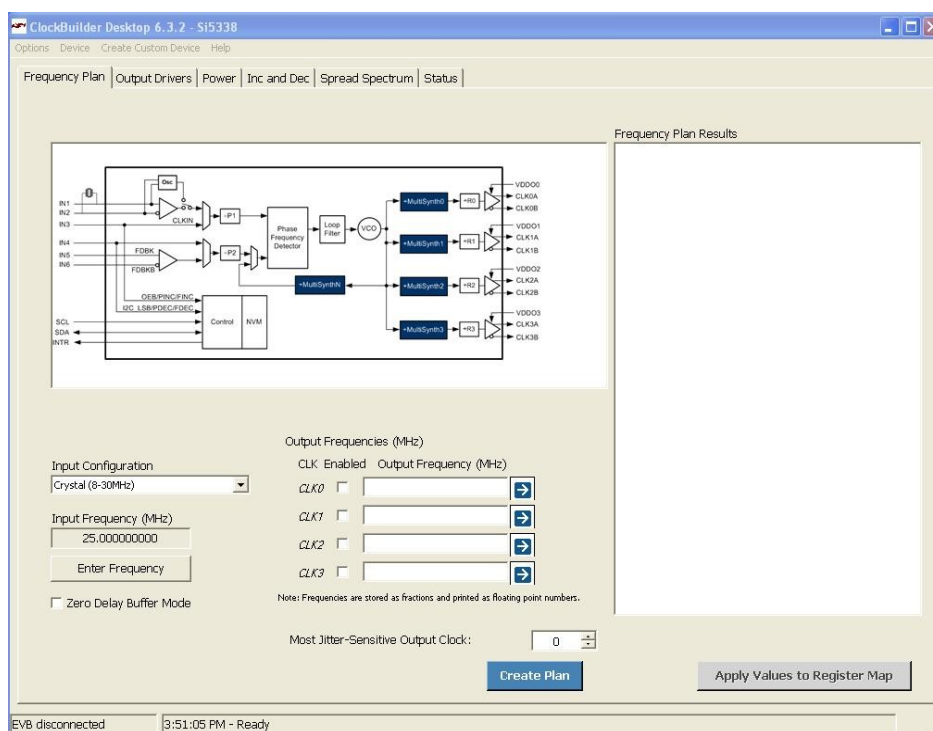 ClockBuilder Desktop 6.3.2 - Si5338
Options Device Create Custom Device Help
Frequency Plan Output Drivers Power Inc and Dec Spread Spectrum Status
Frequency Plan Results
Osc
IN1
IN2
IN3
CLKIN
÷P1
IN4
IN5
IN6
FDBK
FDBKB
÷P2
Phase
Frequency
Detector
Loop
Filter
VCO
÷MultiSynthN
÷MultiSynth0
÷R0
VDDO0
CLK0A
CLK0B
÷MultiSynth1
÷R1
VDDO1
CLK1A
CLK1B
÷MultiSynth2
÷R2
VDDO2
CLK2A
CLK2B
÷MultiSynth3
÷R3
VDDO3
CLK3A
CLK3B
OEB/PINC/FINC
I2C_LSB/PDEC/FDEC
SCL
SDA
INTR
Control
NVM
Output Frequencies (MHz)
Input Configuration
CLK Enabled Output Frequency (MHz)
Crystal (8-30MHz)
CLK0
Input Frequency (MHz)
CLK1
25.000000000
CLK2
Enter Frequency
CLK3
Zero Delay Buffer Mode
Note: Frequencies are stored as fractions and printed as floating point numbers.
Most Jitter-Sensitive Output Clock: 0
Create Plan
Apply Values to Register Map
EVB disconnected 3:51:05 PM - Ready